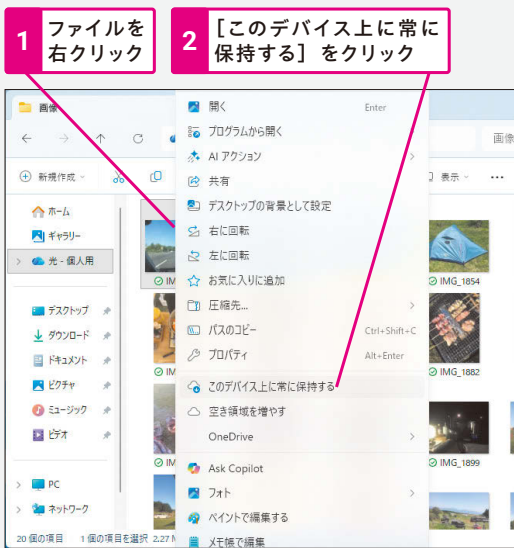 1
ファイルを
右クリック
2
[このデバイス上に常に
保持する]をクリック
画像
画像
新規作成
表示
ホーム
ギャラリー
光 - 個人用
デスクトップ
ダウンロード
ドキュメント
ピクチャ
ミュージック
ビデオ
PC
ネットワーク
開く Enter
プログラムから開く
AI アクション
共有
デスクトップの背景として設定
右に回転
左に回転
お気に入りに追加
圧縮先...
パスのコピー Ctrl+Shift+C
プロパティ Alt+Enter
このデバイス上に常に保持する
空き領域を増やす
OneDrive
Ask Copilot
フォト
ペイントで編集する
メモ帳で編集
IM
IMG_1854
IM
IMG_1882
IM
IMG_1899
20 個の項目 1 個の項目を選択 2.27